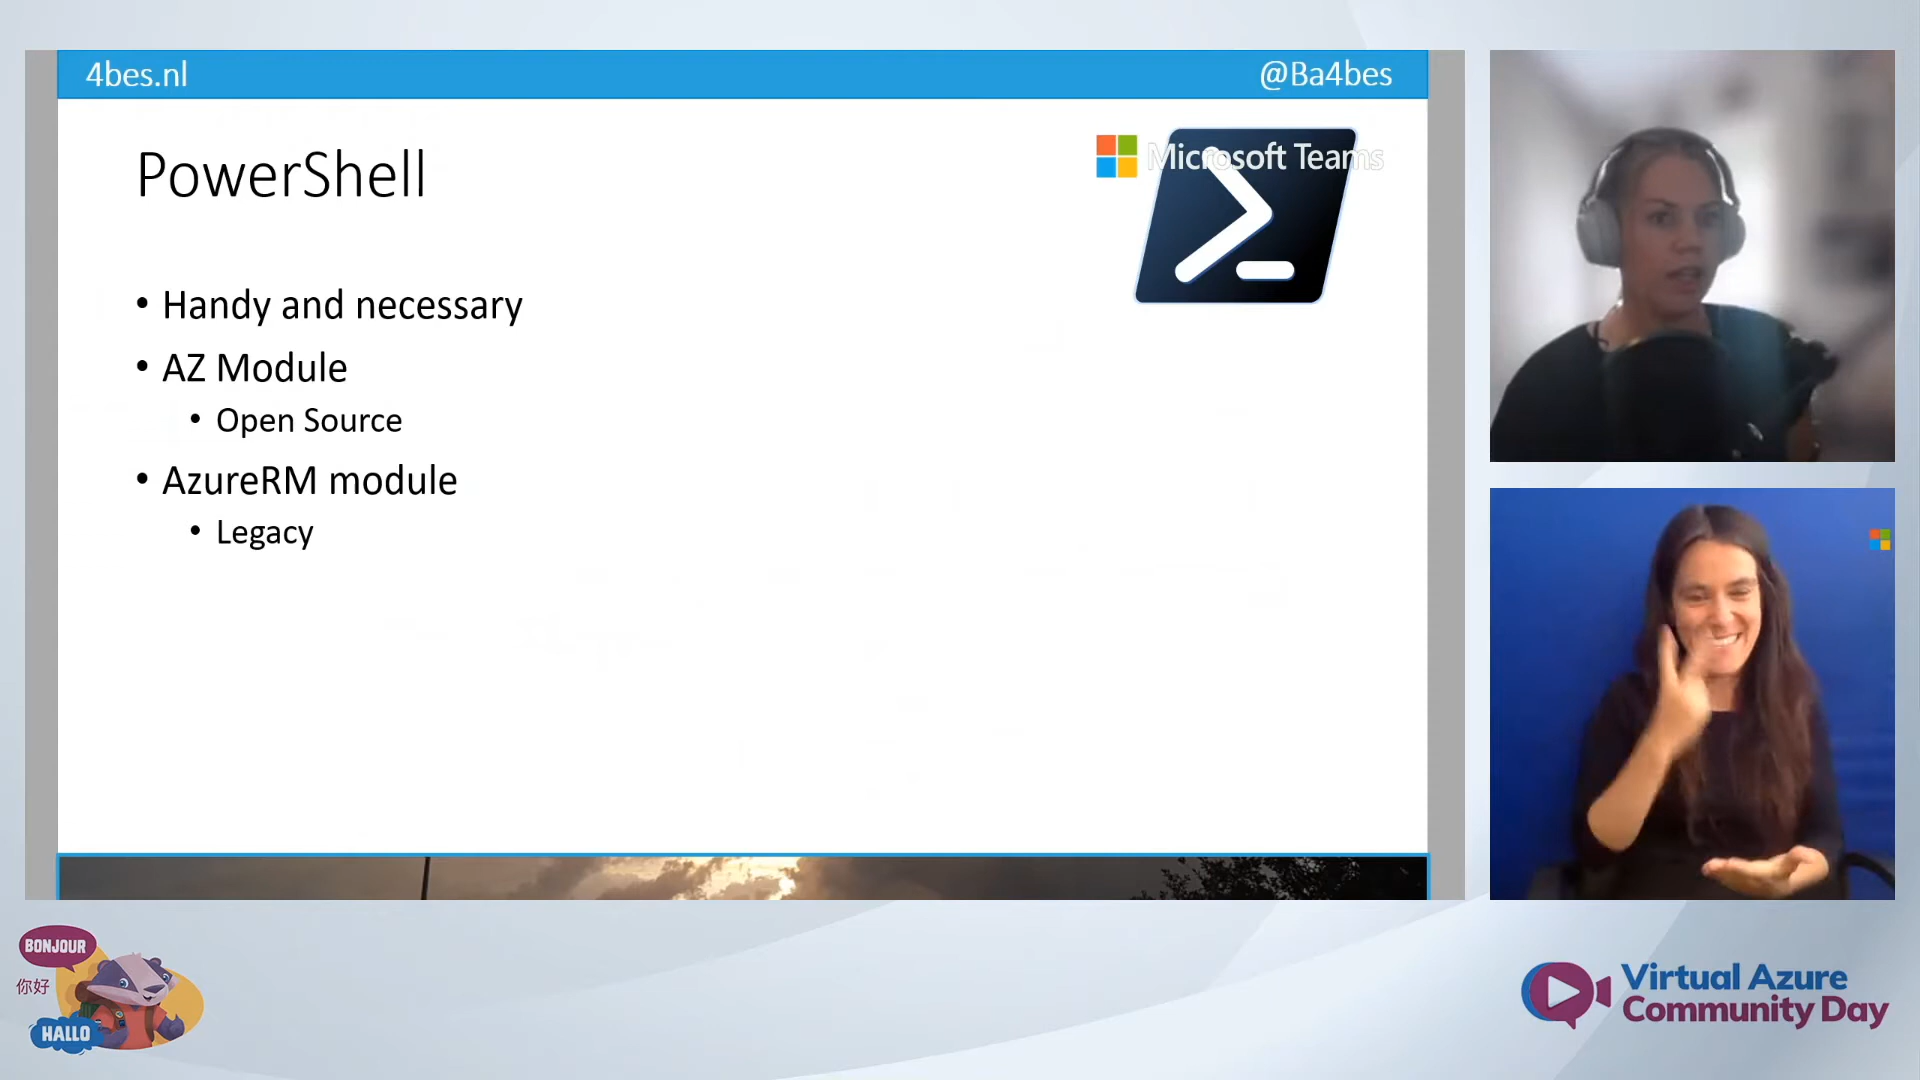 4bes.nl
@Ba4bes
PowerShell
Microsoft Teams
• Handy and necessary
• AZ Module
• Open Source
• AzureRM module
• Legacy
BONJOUR
你好
HALLO
Virtual Azure
Community Day